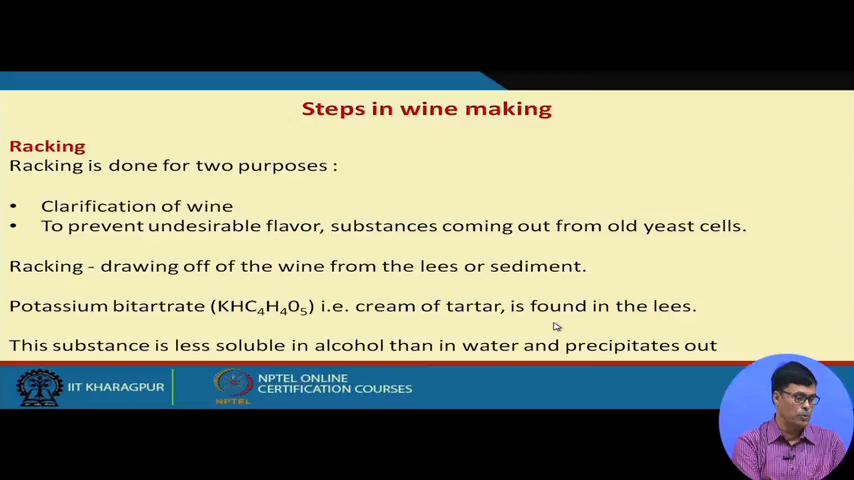 Steps in wine making
Racking
Racking is done for two purposes :
• Clarification of wine
• To prevent undesirable flavor, substances coming out from old yeast cells.
Racking - drawing off of the wine from the lees or sediment.
Potassium bitartrate (KHC₄H₄0₅) i.e. cream of tartar, is found in the lees.
This substance is less soluble in alcohol than in water and precipitates out
IIT KHARAGPUR
NPTEL
NPTEL ONLINE
CERTIFICATION COURSES